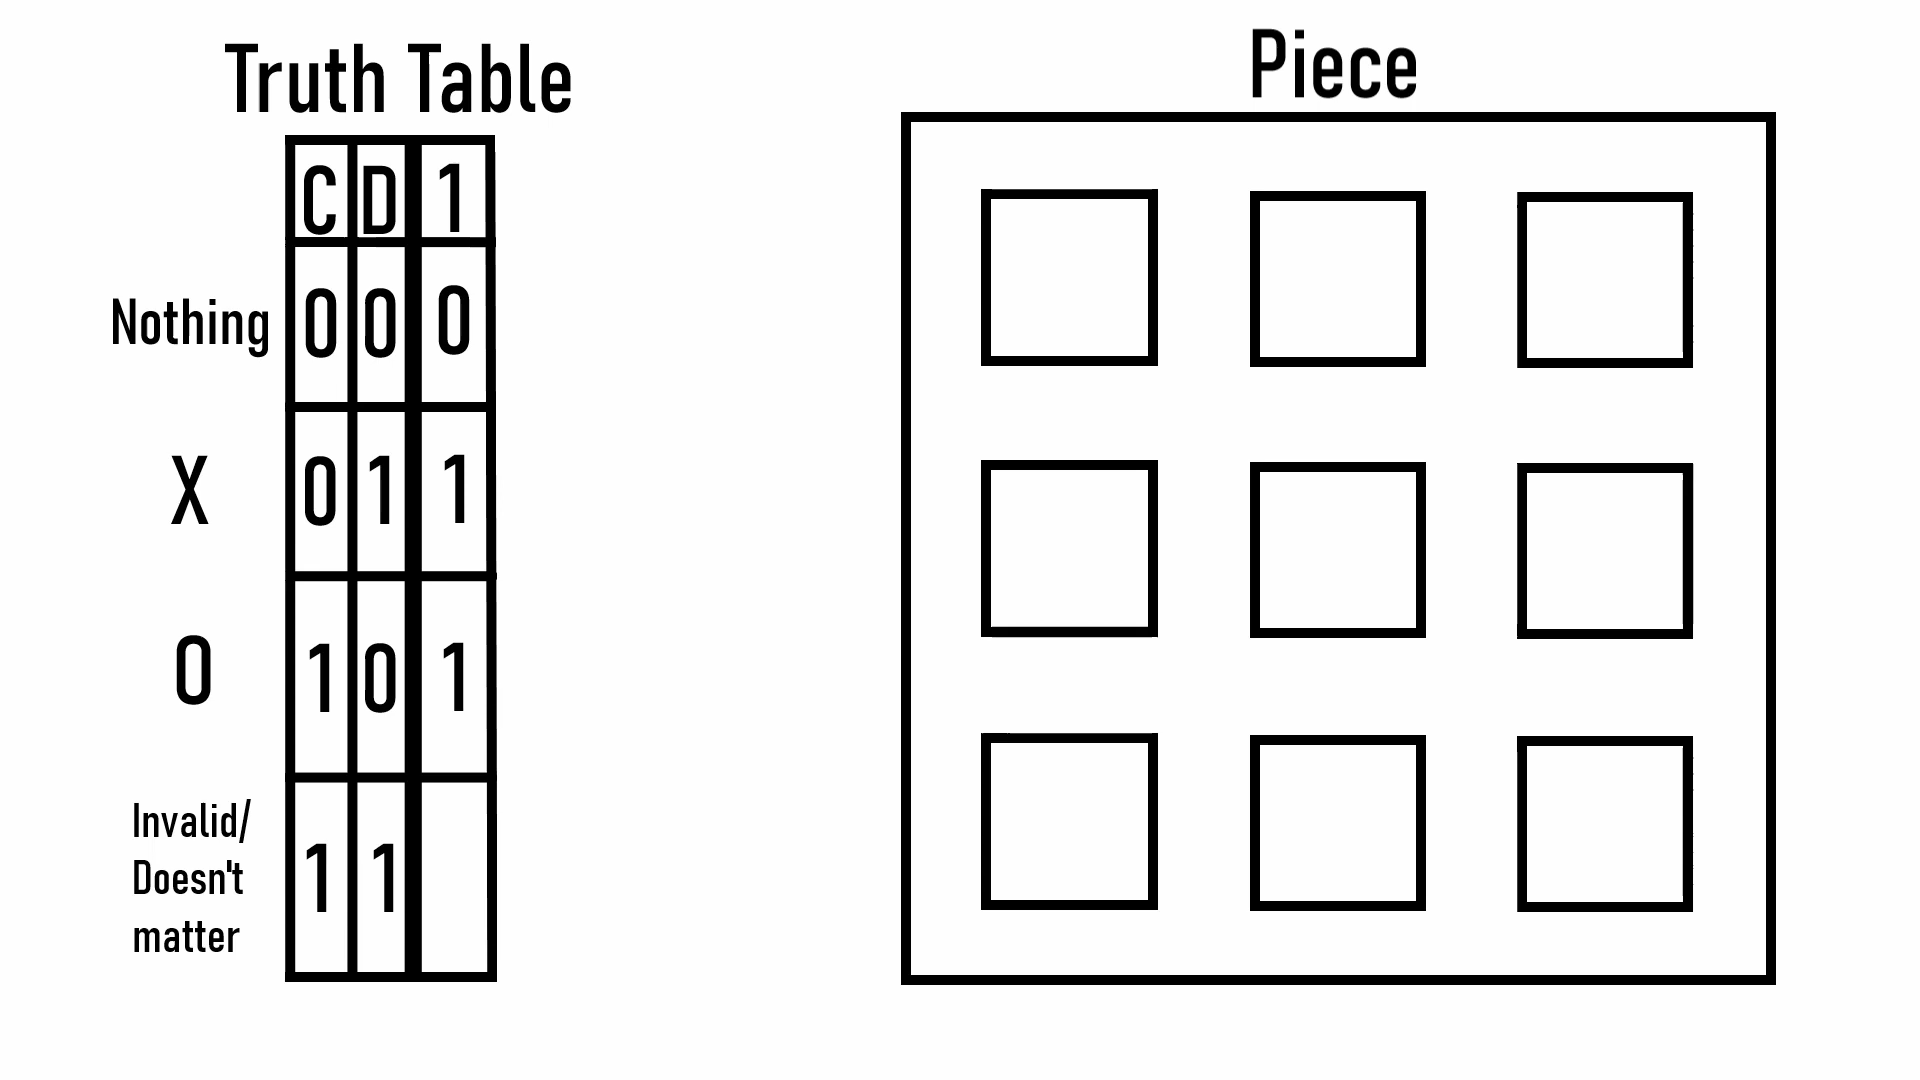 Truth Table
Piece
C D 1
Nothing 0 0 0
X 0 1 1
O 1 0 1
Invalid/
Doesn't 1 1
matter